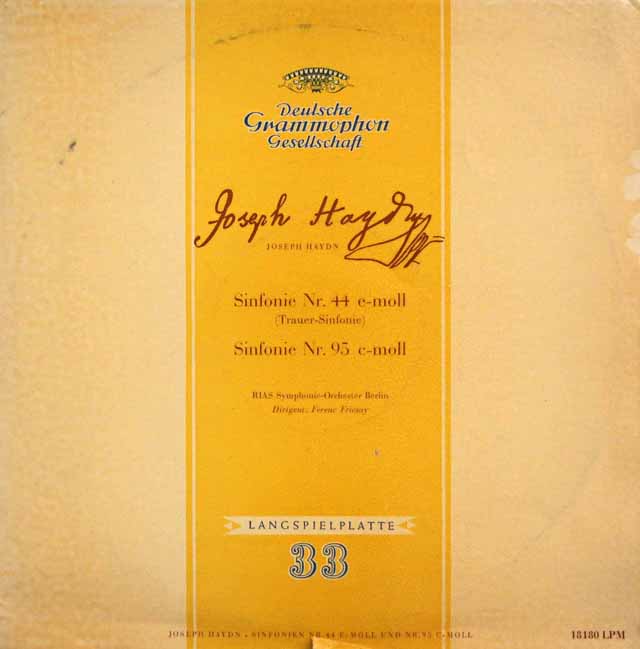 Deutsche
Grammophon
Gesellschaft
Joseph Haydn
JOSEPH HAYDN
Sinfonie Nr. 44 e-moll
(Trauer-Sinfonie)
Sinfonie Nr. 95 c-moll
RIAS Symphonie-Orchester Berlin
Dirigent: Ferenc Fricsay
LANGSPIELPLATTE
33
JOSEPH HAYDN • SINFONIEN NR. 44 E-MOLL UND NR. 95 C-MOLL
18180 LPM